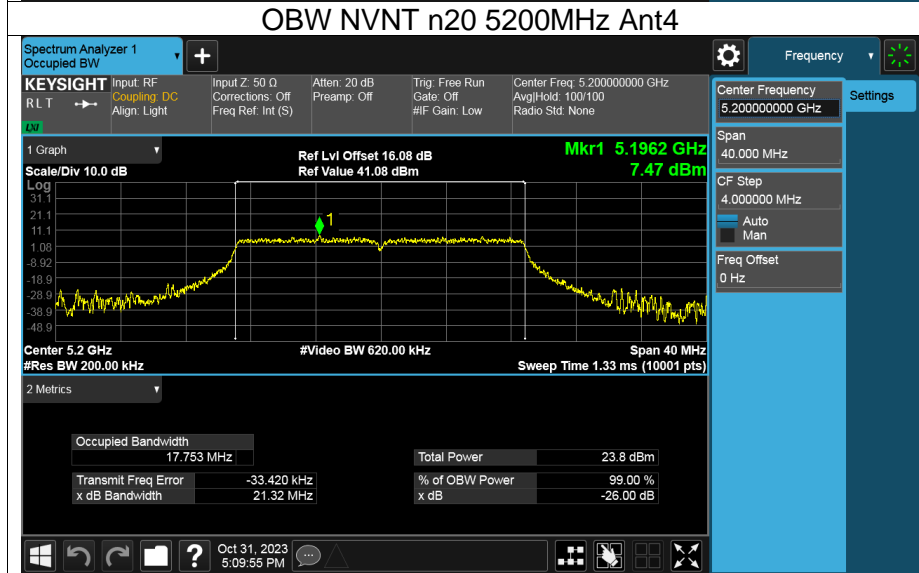 OBW NVNT n20 5200MHz Ant4
Spectrum Analyzer 1
Occupied BW
+
Frequency
KEYSIGHT
RLT
LXI
Input: RF
Coupling: DC
Align: Light
Input Z: 50 Ω
Corrections: Off
Freq Ref: Int (S)
Atten: 20 dB
Preamp: Off
Trig: Free Run
Gate: Off
#IF Gain: Low
Center Freq: 5.200000000 GHz
Avg|Hold: 100/100
Radio Std: None
Center Frequency
5.200000000 GHz
Settings
Span
40.000 MHz
CF Step
4.000000 MHz
Auto
Man
Freq Offset
0 Hz
1 Graph
Scale/Div 10.0 dB
Ref Lvl Offset 16.08 dB
Ref Value 41.08 dBm
Mkr1 5.1962 GHz
7.47 dBm
Log
31.1
21.1
11.1
1.08
-8.92
-18.9
-28.9
-38.9
-48.9
1
Center 5.2 GHz
#Res BW 200.00 kHz
#Video BW 620.00 kHz
Span 40 MHz
Sweep Time 1.33 ms (10001 pts)
2 Metrics
Occupied Bandwidth
17.753 MHz
Transmit Freq Error -33.420 kHz
x dB Bandwidth 21.32 MHz
Total Power 23.8 dBm
% of OBW Power 99.00 %
x dB -26.00 dB
?
Oct 31, 2023
5:09:55 PM